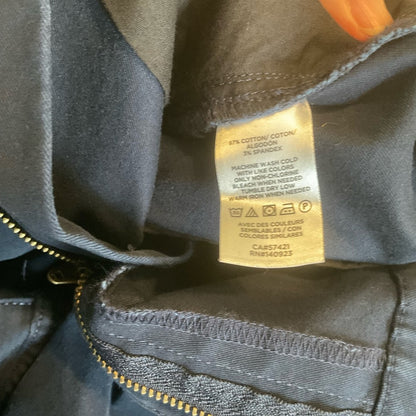 97% COTTON/ COTON/
ALGODÓN
3% SPANDEX
MACHINE WASH COLD
WITH LIKE COLORS
ONLY NON-CHLORINE
BLEACH WHEN NEEDED
TUMBLE DRY LOW
WARM IRON WHEN NEEDED
AVEC DES COULEURS
SEMBLABLES / CON
COLORES SIMILARES
CA#57421
RN#140923